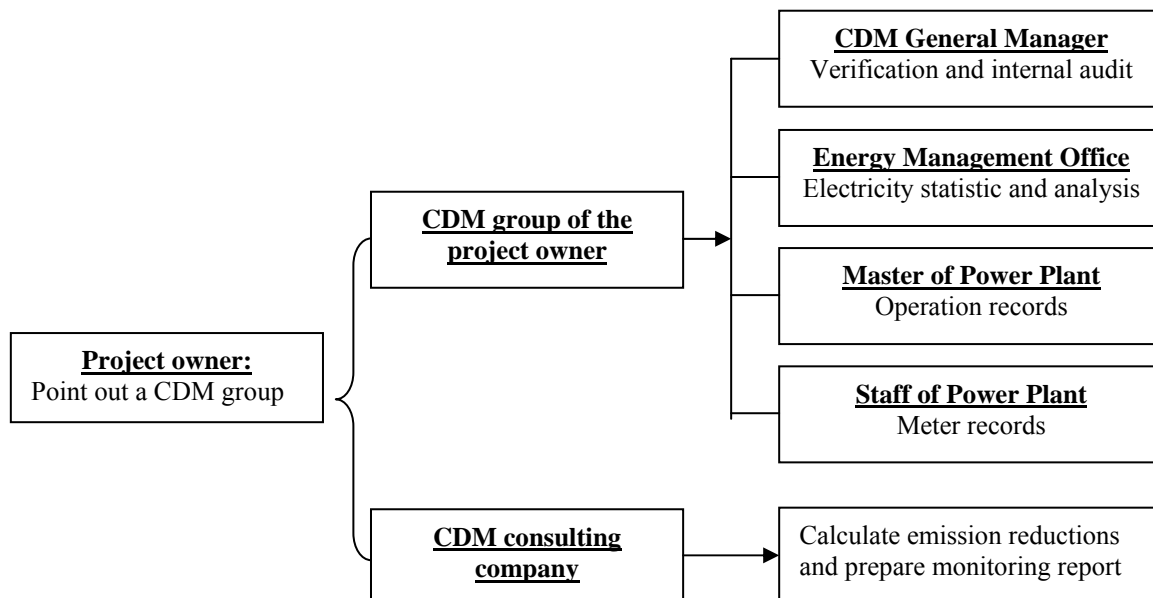 Project owner:
Point out a CDM group
CDM group of the
project owner
CDM General Manager
Verification and internal audit
Energy Management Office
Electricity statistic and analysis
Master of Power Plant
Operation records
Staff of Power Plant
Meter records
CDM consulting
company
Calculate emission reductions
and prepare monitoring report